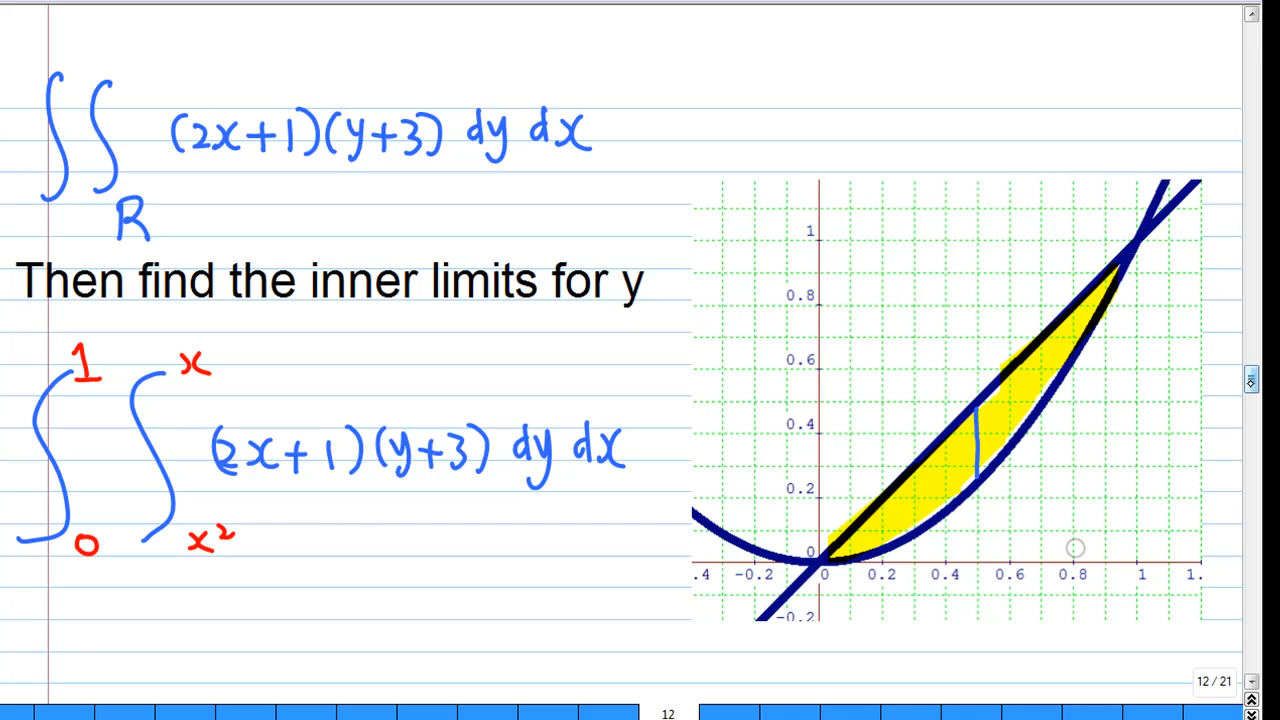 ∫∫_R (2x+1)(y+3) dy dx
Then find the inner limits for y
∫_0^1 ∫_{x²}^x (2x+1)(y+3) dy dx
1
0.8
0.6
0.4
0.2
0
.4 -0.2 0 0.2 0.4 0.6 0.8 1 1.
-0.2
12 / 21
12